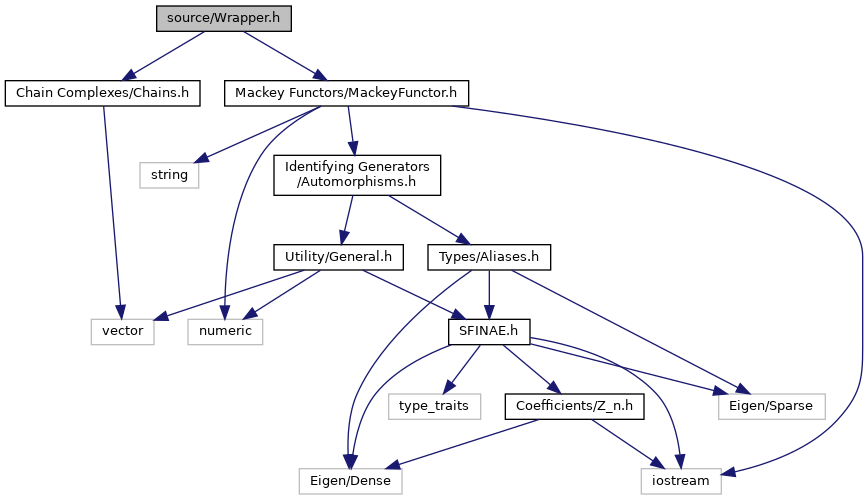 source/Wrapper.h
Chain Complexes/Chains.h
Mackey Functors/MackeyFunctor.h
string
Identifying Generators
/Automorphisms.h
Utility/General.h
Types/Aliases.h
vector
numeric
SFINAE.h
type_traits
Coefficients/Z_n.h
Eigen/Sparse
Eigen/Dense
iostream